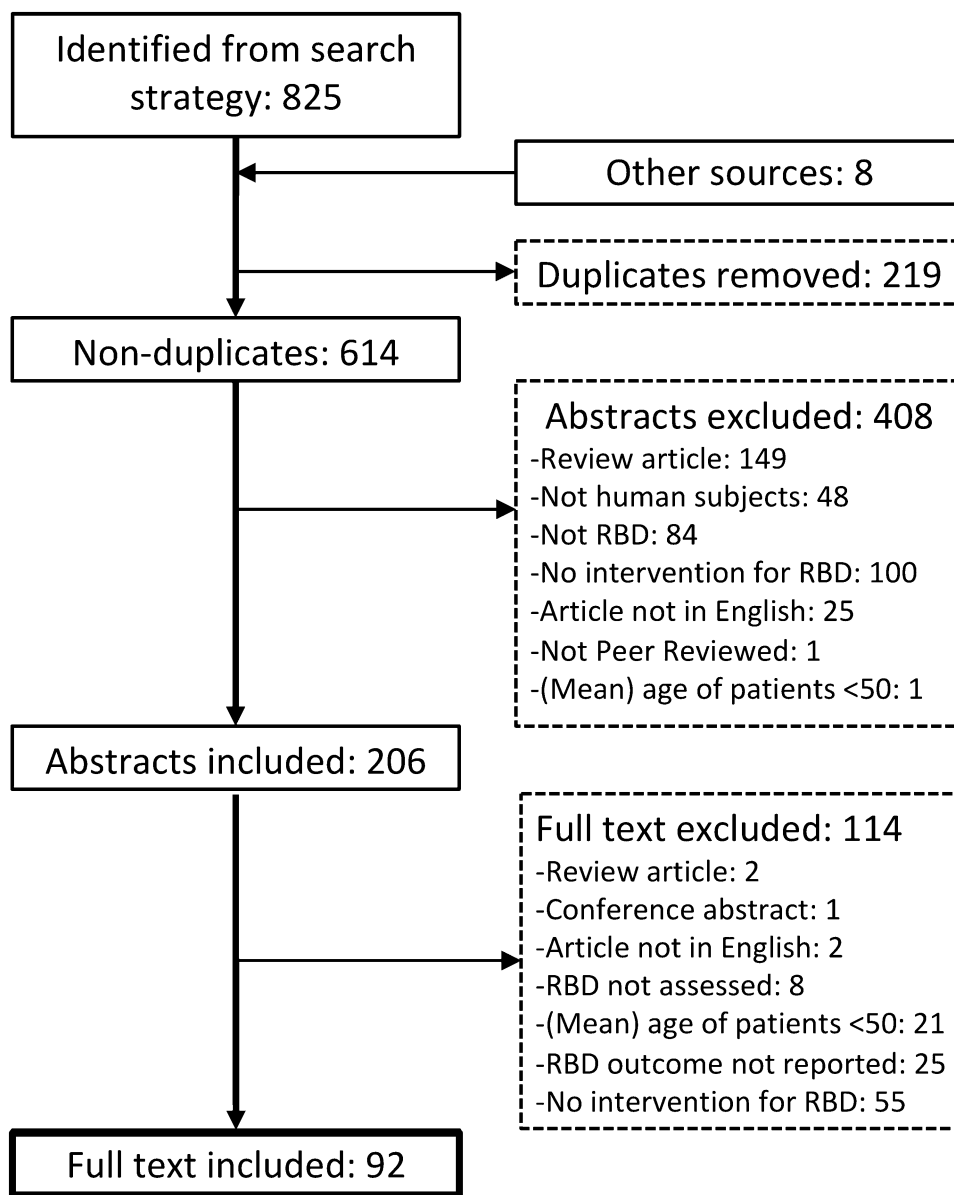 Identified from search
strategy: 825
Other sources: 8
Duplicates removed: 219
Non-duplicates: 614
Abstracts excluded: 408
-Review article: 149
-Not human subjects: 48
-Not RBD: 84
-No intervention for RBD: 100
-Article not in English: 25
-Not Peer Reviewed: 1
-(Mean) age of patients <50: 1
Abstracts included: 206
Full text excluded: 114
-Review article: 2
-Conference abstract: 1
-Article not in English: 2
-RBD not assessed: 8
-(Mean) age of patients <50: 21
-RBD outcome not reported: 25
-No intervention for RBD: 55
Full text included: 92